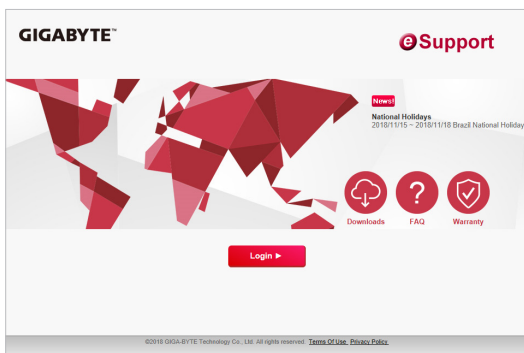 GIGABYTE™
eSupport
News!
National Holidays
2018/11/15 ~ 2018/11/18 Brazil National Holiday
Downloads
FAQ
Warranty
Login ►
©2016 GIGA-BYTE Technology Co., Ltd. All rights reserved. Terms Of Use Privacy Policy